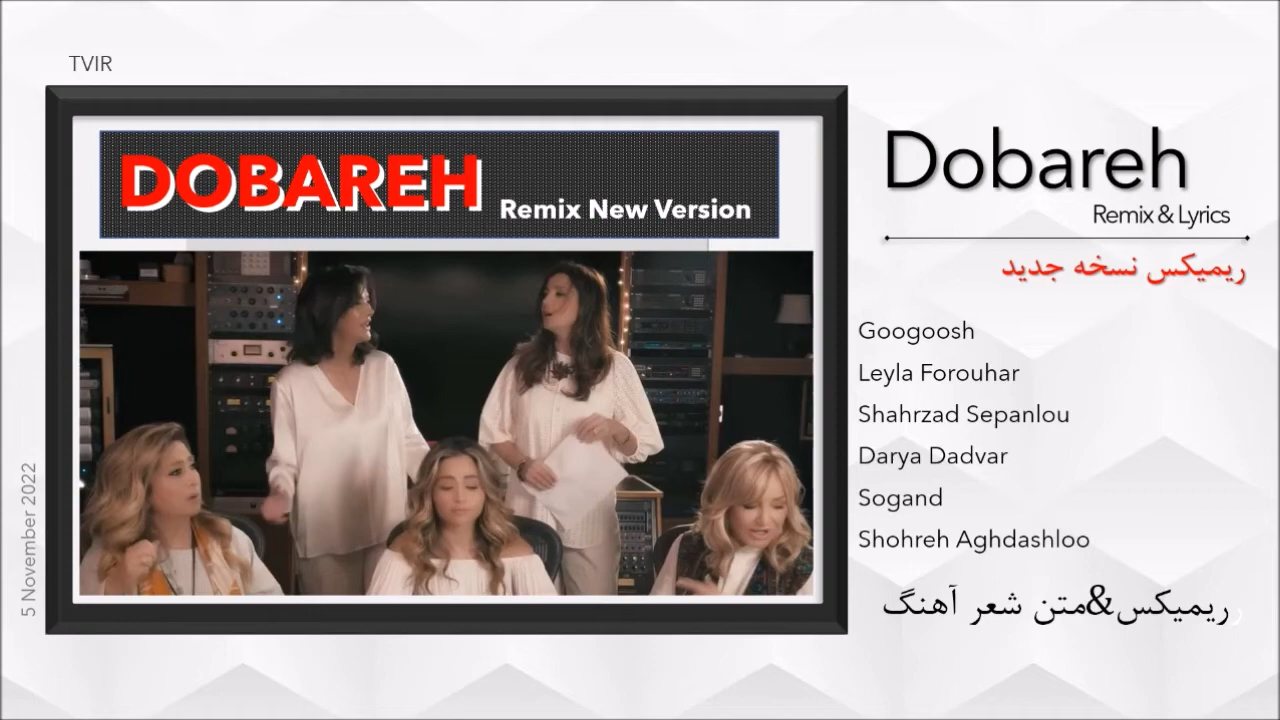 TVIR
DOBAREH
Remix New Version
5 November 2022
Dobareh
Remix & Lyrics
ریمیکس نسخه جدید
Googoosh
Leyla Forouhar
Shahrzad Sepanlou
Darya Dadvar
Sogand
Shohreh Aghdashloo
ریمیکس&متن شعر آهنگ